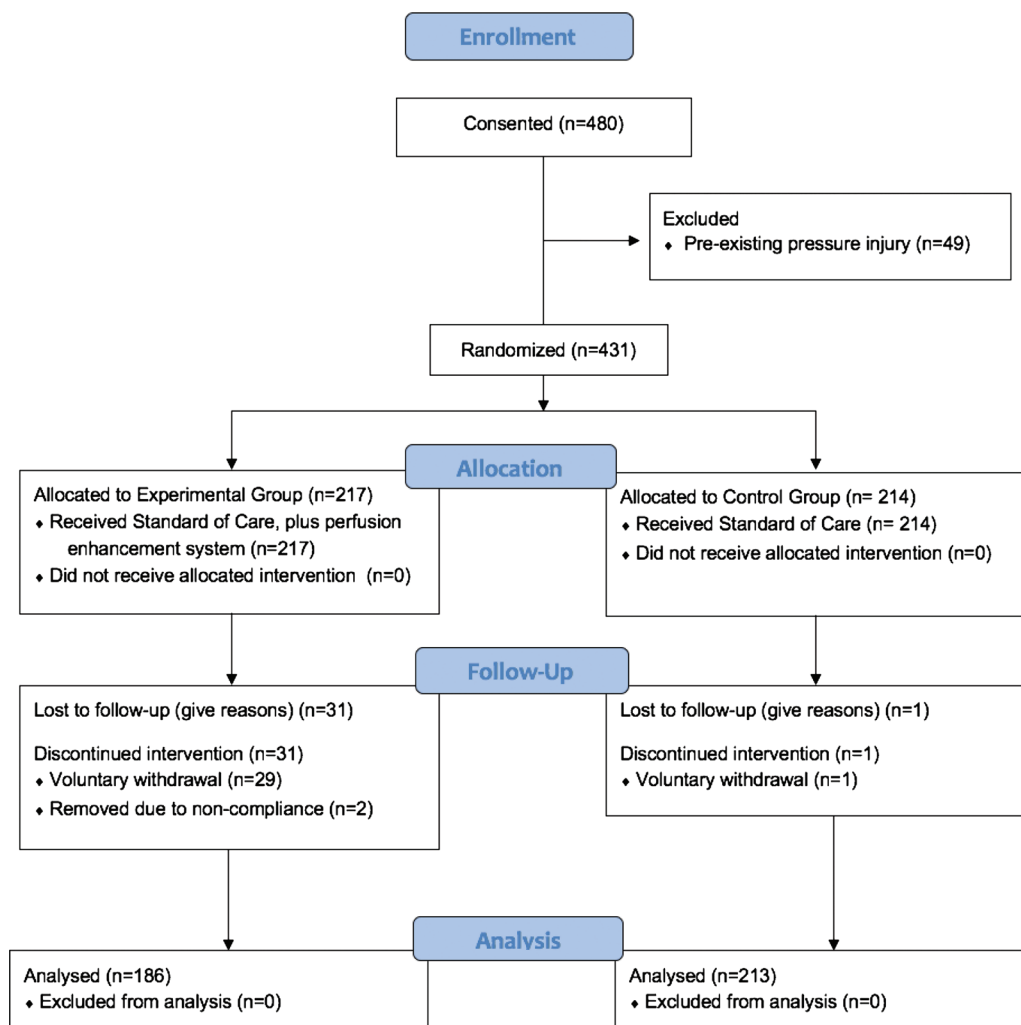 Enrollment
Consented (n=480)
Excluded
♦ Pre-existing pressure injury (n=49)
Randomized (n=431)
Allocation
Allocated to Experimental Group (n=217)
♦ Received Standard of Care, plus perfusion
enhancement system (n=217)
♦ Did not receive allocated intervention (n=0)
Allocated to Control Group (n= 214)
♦ Received Standard of Care (n= 214)
♦ Did not receive allocated intervention (n=0)
Follow-Up
Lost to follow-up (give reasons) (n=31)
Discontinued intervention (n=31)
♦ Voluntary withdrawal (n=29)
♦ Removed due to non-compliance (n=2)
Lost to follow-up (give reasons) (n=1)
Discontinued intervention (n=1)
♦ Voluntary withdrawal (n=1)
Analysis
Analysed (n=186)
♦ Excluded from analysis (n=0)
Analysed (n=213)
♦ Excluded from analysis (n=0)